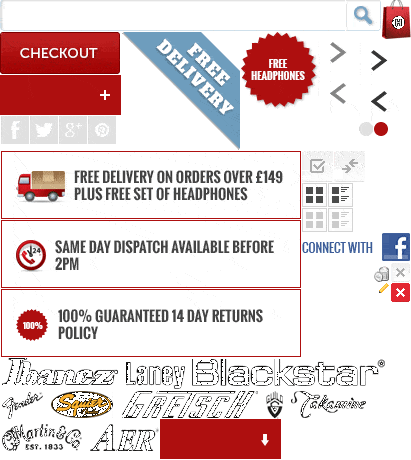 CHECKOUT
FREE
DELIVERY
FREE
HEADPHONES
FREE DELIVERY ON ORDERS OVER £149
PLUS FREE SET OF HEADPHONES
24
SAME DAY DISPATCH AVAILABLE BEFORE
2PM
CONNECT WITH
100%
100% GUARANTEED 14 DAY RETURNS
POLICY
Ibanez Laney Blackstar®
Fender Squier GRETSCH Takamine
Martin & Co. AER
EST. 1833